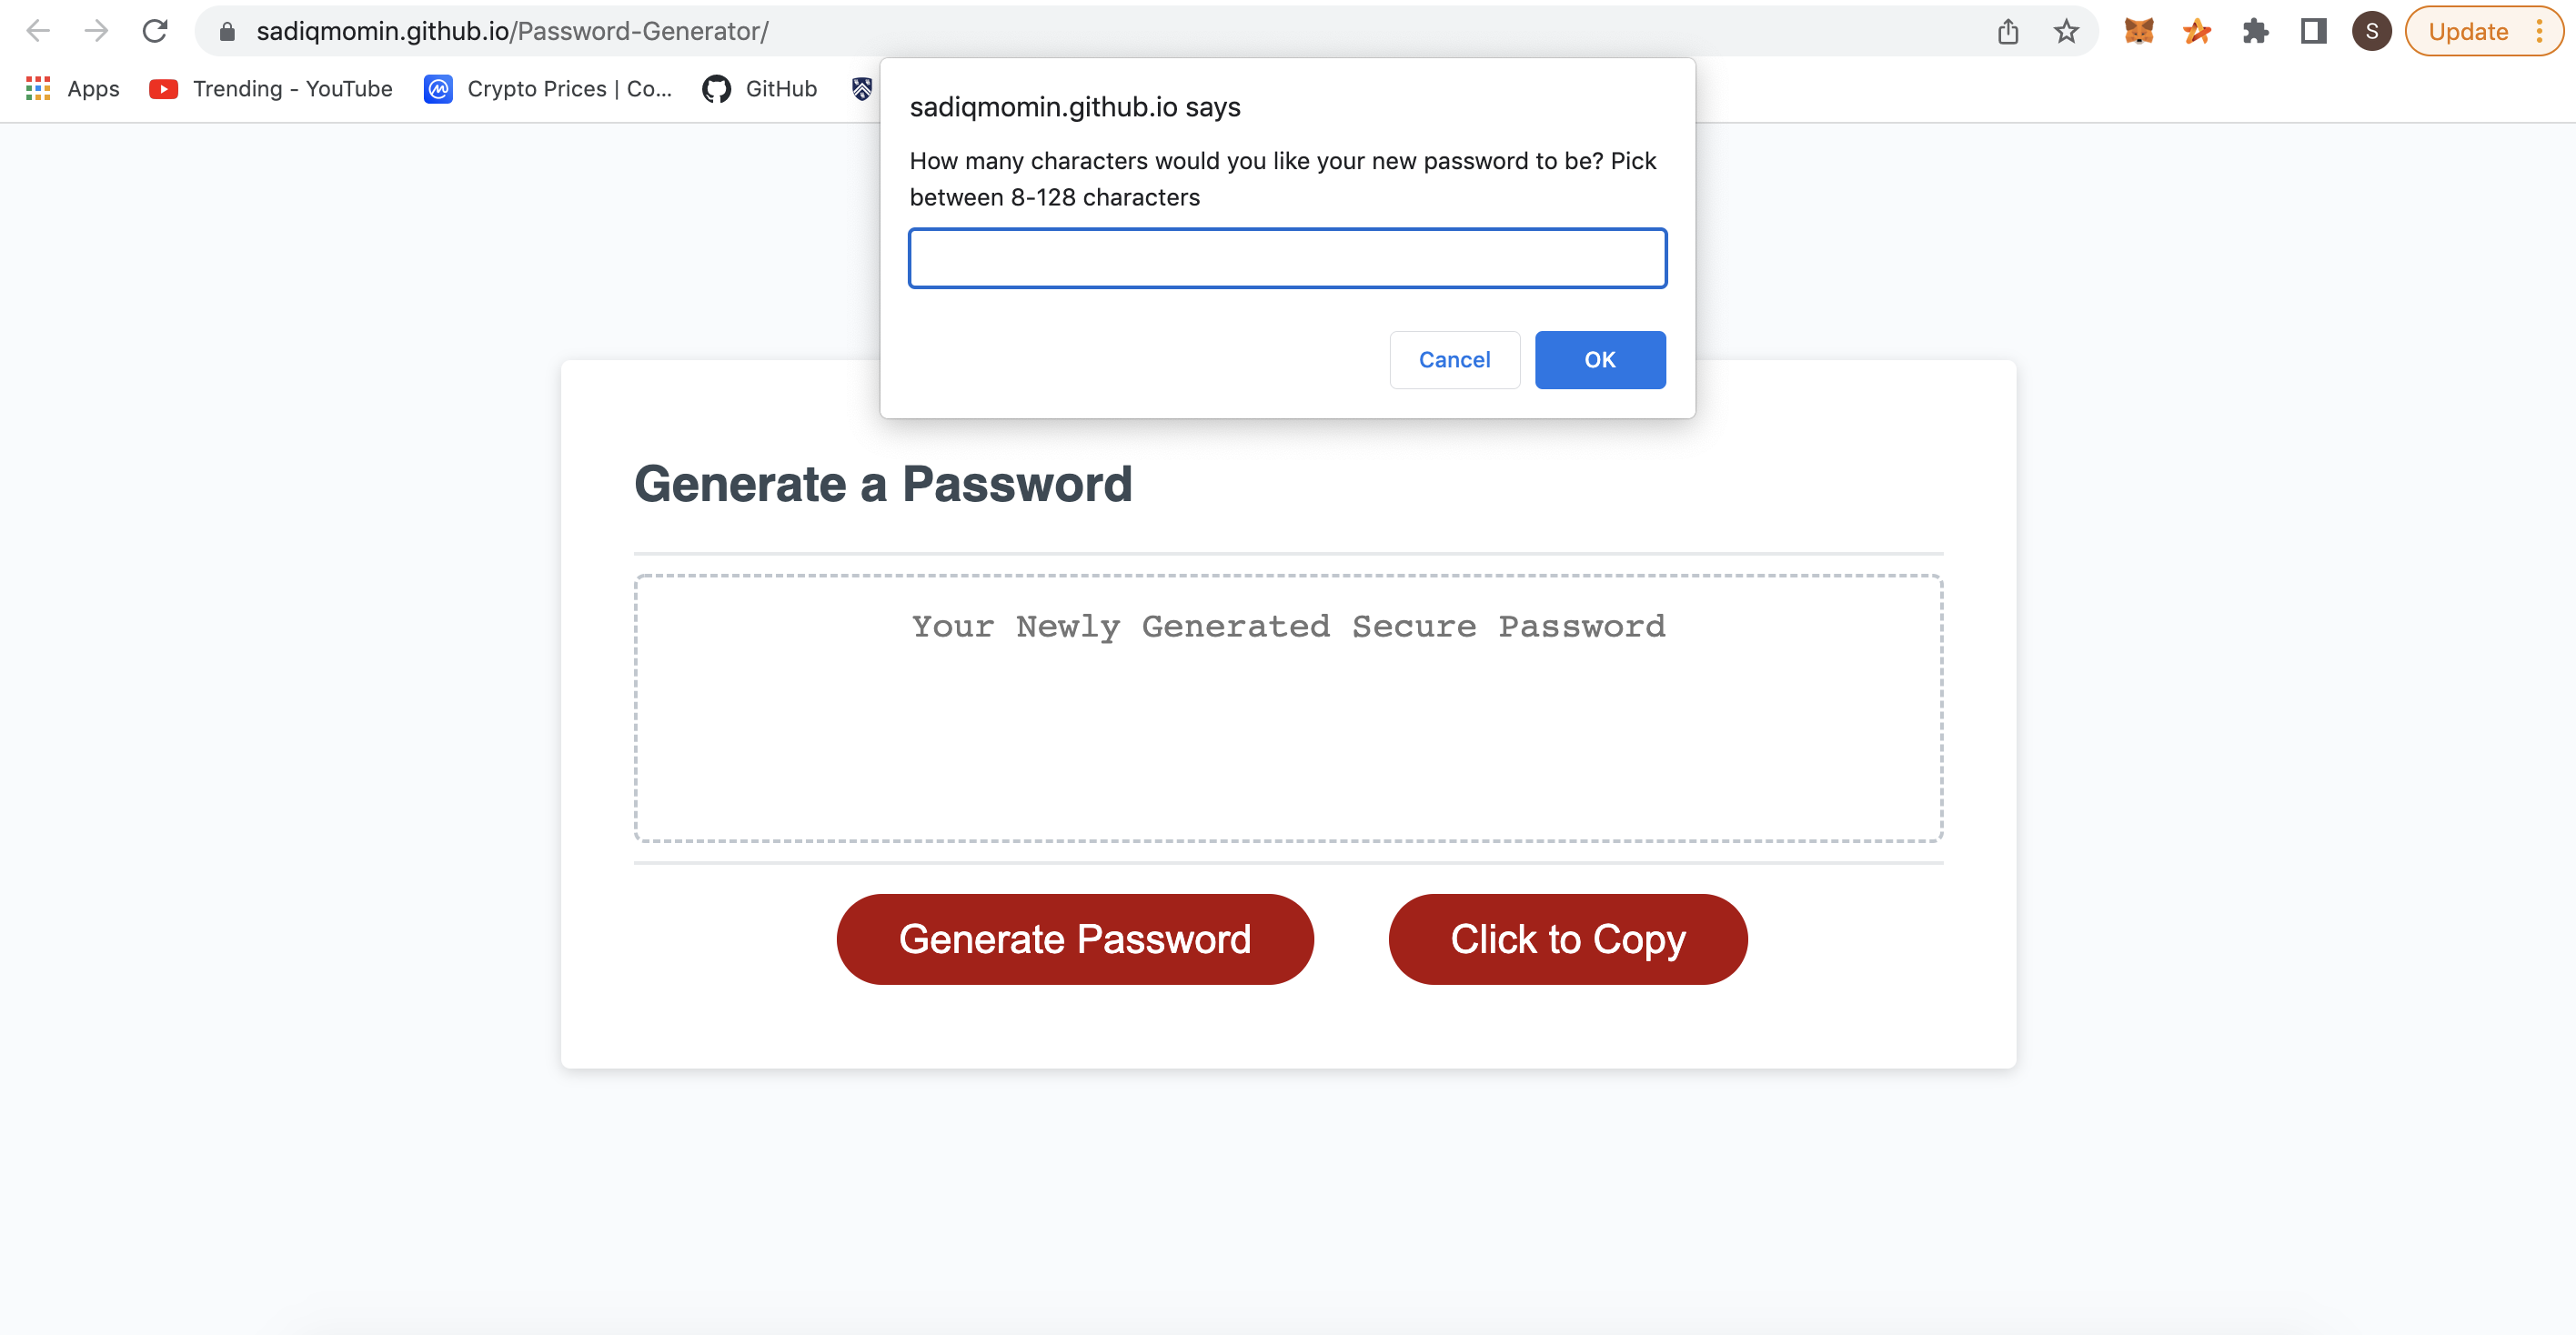 sadiqmomin.github.io/Password-Generator/
S
Update
Apps
Trending - YouTube
Crypto Prices | Co...
GitHub
sadiqmomin.github.io says
How many characters would you like your new password to be? Pick
between 8-128 characters
Cancel
OK
Generate a Password
Your Newly Generated Secure Password
Generate Password
Click to Copy